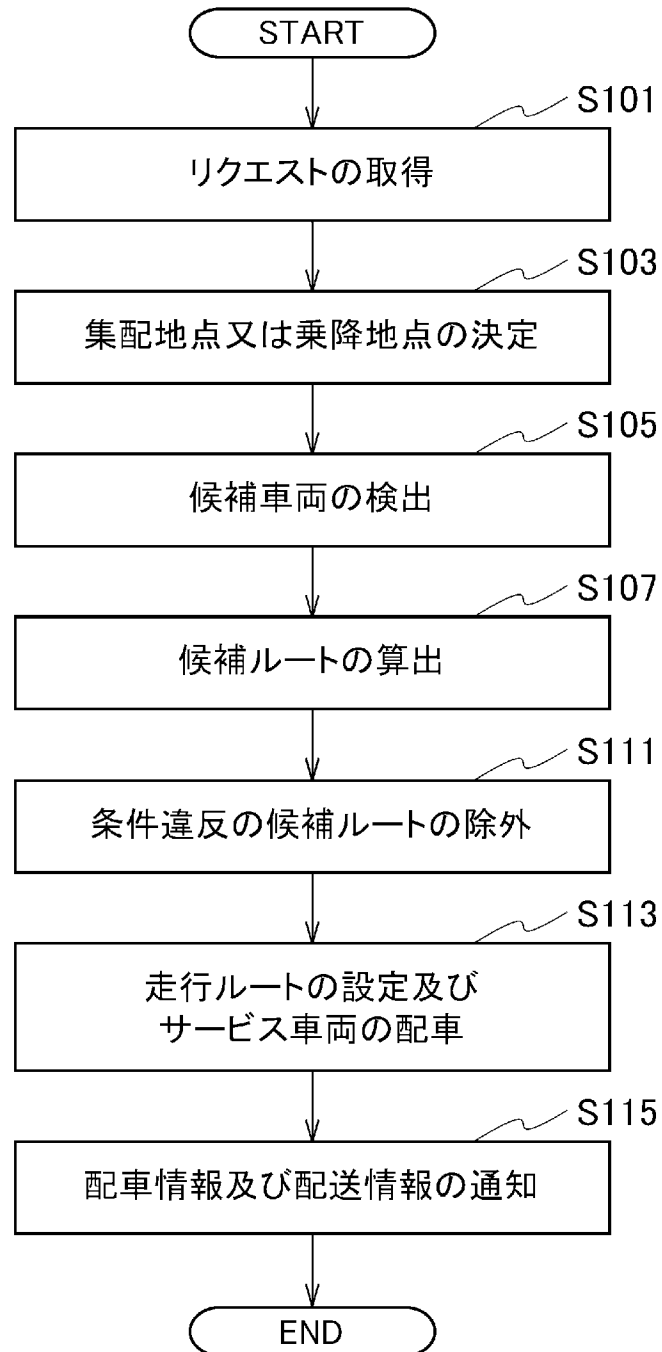 START
S101
リクエストの取得
S103
集配地点又は乗降地点の決定
S105
候補車両の検出
S107
候補ルートの算出
S111
条件違反の候補ルートの除外
S113
走行ルートの設定及び
サービス車両の配車
S115
配車情報及び配送情報の通知
END